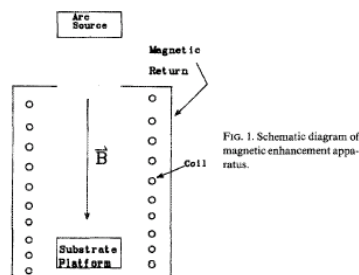 Arc
Source
Magnetic
Return
B
Coil
Substrate
Platform
FIG. 1. Schematic diagram of
magnetic enhancement appa-
ratus.